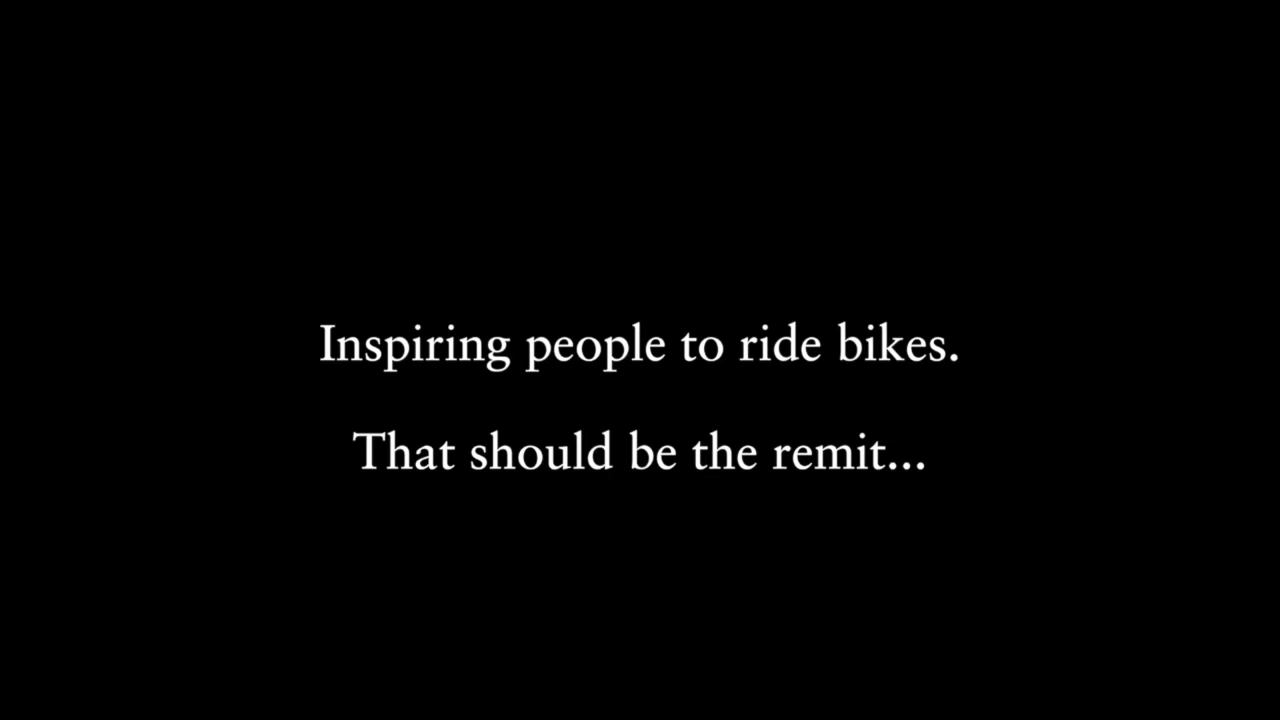 Inspiring people to ride bikes.
That should be the remit...